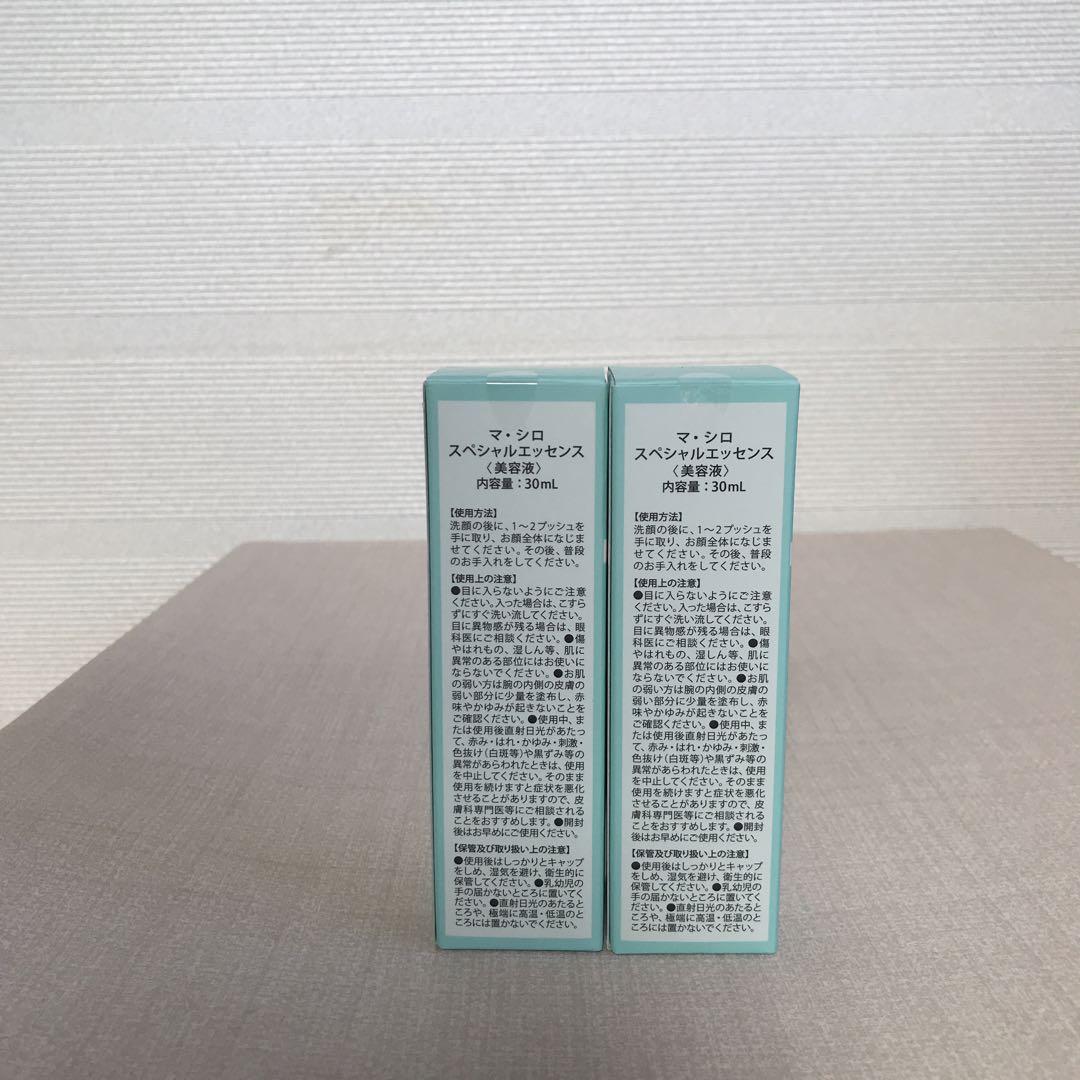 マ・シロ
スペシャルエッセンス
〈美容液〉
内容量：30mL
【使用方法】
洗顔の後に、1〜2プッシュを
手に取り、お顔全体になじま
せてください。その後、普段
のお手入れをしてください。
【使用上の注意】
●目に入らないようにご注意
ください。入った場合は、こすら
ずにすぐ洗い流してください。
目に異物感が残る場合は、眼
科医にご相談ください。●傷
やはれもの、湿しん等、肌に
異常のある部位にはお使いに
ならないでください。●お肌
の弱い方は腕の内側の皮膚の
弱い部分に少量を塗布し、赤
味やかゆみが起きないことを
ご確認ください。●使用中、ま
たは使用後直射日光があたっ
て、赤み・はれ・かゆみ・刺激・
色抜け（白斑等）や黒ずみ等の
異常があらわれたときは、使用
を中止してください。そのまま
使用を続けますと症状を悪化
させることがありますので、皮
膚科専門医等にご相談される
ことをおすすめします。●開封
後はお早めにご使用ください。
【保管及び取り扱い上の注意】
●使用後はしっかりとキャップ
をしめ、湿気を避け、衛生的に
保管してください。●乳幼児の
手の届かないところに置いてく
ださい。●直射日光のあたると
ころや、極端に高温・低温のと
ころには置かないでください。
マ・シロ
スペシャルエッセンス
〈美容液〉
内容量：30mL
【使用方法】
洗顔の後に、1〜2プッシュを
手に取り、お顔全体になじま
せてください。その後、普段
のお手入れをしてください。
【使用上の注意】
●目に入らないようにご注意
ください。入った場合は、こすら
ずにすぐ洗い流してください。
目に異物感が残る場合は、眼
科医にご相談ください。●傷
やはれもの、湿しん等、肌に
異常のある部位にはお使いに
ならないでください。●お肌
の弱い方は腕の内側の皮膚の
弱い部分に少量を塗布し、赤
味やかゆみが起きないことを
ご確認ください。●使用中、ま
たは使用後直射日光があたっ
て、赤み・はれ・かゆみ・刺激・
色抜け（白斑等）や黒ずみ等の
異常があらわれたときは、使用
を中止してください。そのまま
使用を続けますと症状を悪化
させることがありますので、皮
膚科専門医等にご相談される
ことをおすすめします。●開封
後はお早めにご使用ください。
【保管及び取り扱い上の注意】
●使用後はしっかりとキャップ
をしめ、湿気を避け、衛生的に
保管してください。●乳幼児の
手の届かないところに置いてく
ださい。●直射日光のあたると
ころや、極端に高温・低温のと
ころには置かないでください。